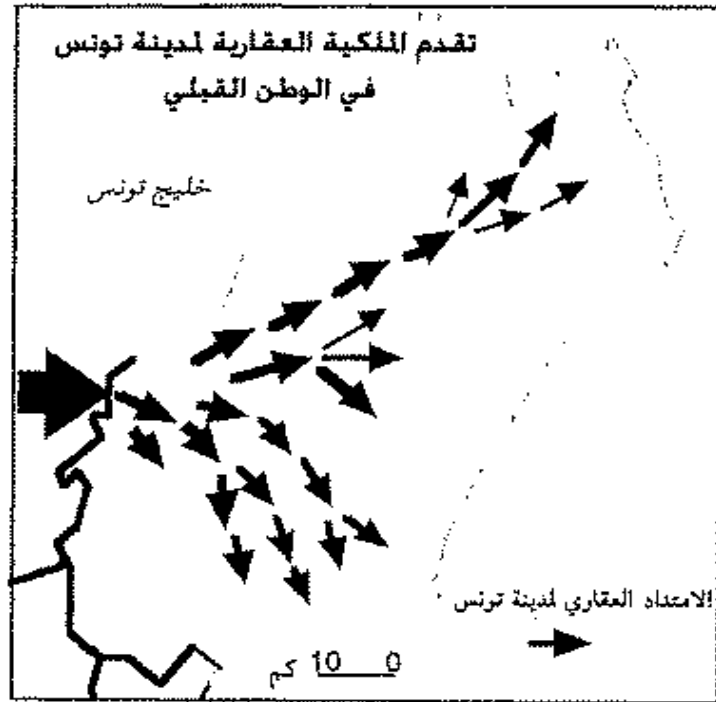 تقدم الملكية العقارية لمدينة تونس
في الوطن القبلي
خليج تونس
الامتداد العقاري لمدينة تونس
0 10 كم